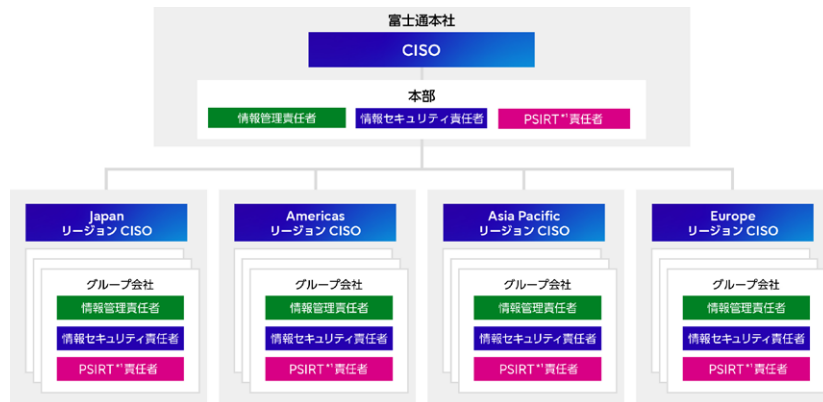 富士通本社
CISO
本部
情報管理責任者
情報セキュリティ責任者
PSIRT*¹責任者
Japan
リージョン CISO
グループ会社
情報管理責任者
情報セキュリティ責任者
PSIRT*¹責任者
Americas
リージョン CISO
グループ会社
情報管理責任者
情報セキュリティ責任者
PSIRT*¹責任者
Asia Pacific
リージョン CISO
グループ会社
情報管理責任者
情報セキュリティ責任者
PSIRT*¹責任者
Europe
リージョン CISO
グループ会社
情報管理責任者
情報セキュリティ責任者
PSIRT*¹責任者